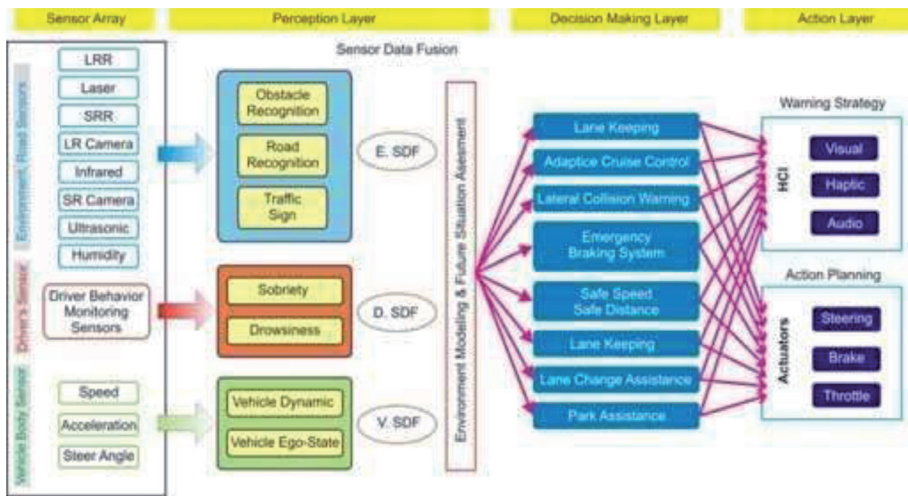 Sensor Array
Perception Layer
Decision Making Layer
Action Layer
Sensor Data Fusion
Environment, Road Sensors
LRR
Laser
SRR
LR Camera
Infrared
SR Camera
Ultrasonic
Humidity
Driver's Sensor
Driver Behavior
Monitoring
Sensors
Vehicle Body Sensor
Speed
Acceleration
Steer Angle
Obstacle
Recognition
Road
Recognition
Traffic
Sign
E. SDF
Sobriety
Drowsiness
D. SDF
Vehicle Dynamic
Vehicle Ego-State
V. SDF
Environment Modeling & Future Situation Asesment
Lane Keeping
Adaptice Cruise Control
Lateral Collision Warning
Emergency
Braking System
Safe Speed
Safe Distance
Lane Keeping
Lane Change Assistance
Park Assistance
Warning Strategy
HCI
Visual
Haptic
Audio
Action Planning
Actuators
Steering
Brake
Throttle